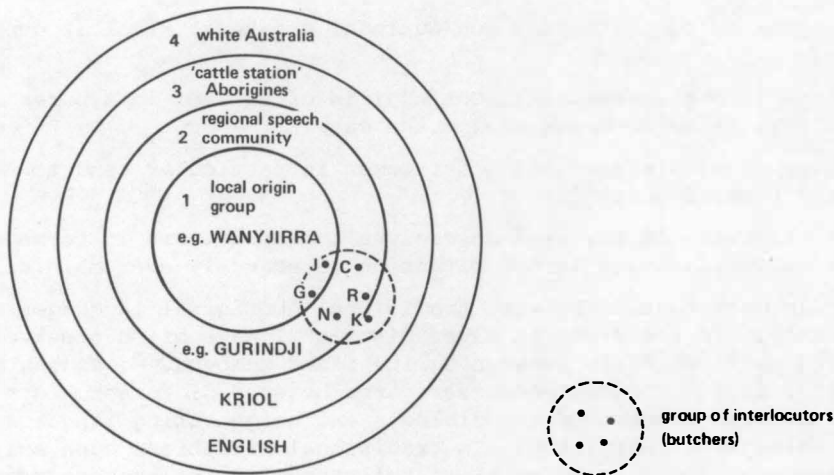 4 white Australia
'cattle station'
3 Aborigines
regional speech
2 community
local origin
1 group
e.g. WANYJIRRA
J C
G R
N K
e.g. GURINDJI
KRIOL
ENGLISH
group of interlocutors
(butchers)